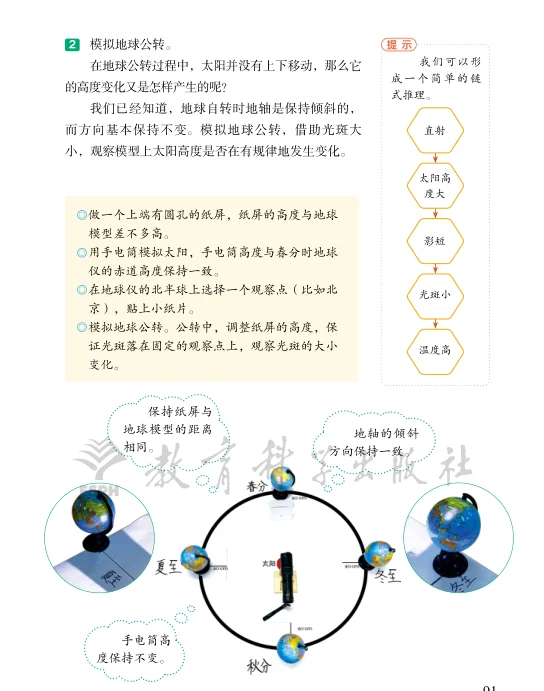 2 模拟地球公转。
在地球公转过程中，太阳并没有上下移动，那么它
的高度变化又是怎样产生的呢?
我们已经知道，地球自转时地轴是保持倾斜的，
而方向基本保持不变。模拟地球公转，借助光斑大
小，观察模型上太阳高度是否在有规律地发生变化。
提示
我们可以形
成一个简单的链
式推理。
直射
太阳高
度大
影短
光斑小
温度高
◎做一个上端有圆孔的纸屏，纸屏的高度与地球
模型差不多高。
◎用手电筒模拟太阳，手电筒高度与春分时地球
仪的赤道高度保持一致。
◎在地球仪的北半球上选择一个观察点（比如北
京），贴上小纸片。
◎模拟地球公转。公转中，调整纸屏的高度，保
证光斑落在固定的观察点上，观察光斑的大小
变化。
保持纸屏与
地球模型的距离
相同。
地轴的倾斜
方向保持一致。
教育科学出版社
ESPH
春分
夏至
太阳
冬至
秋分
夏至
冬至
手电筒高
度保持不变。
91